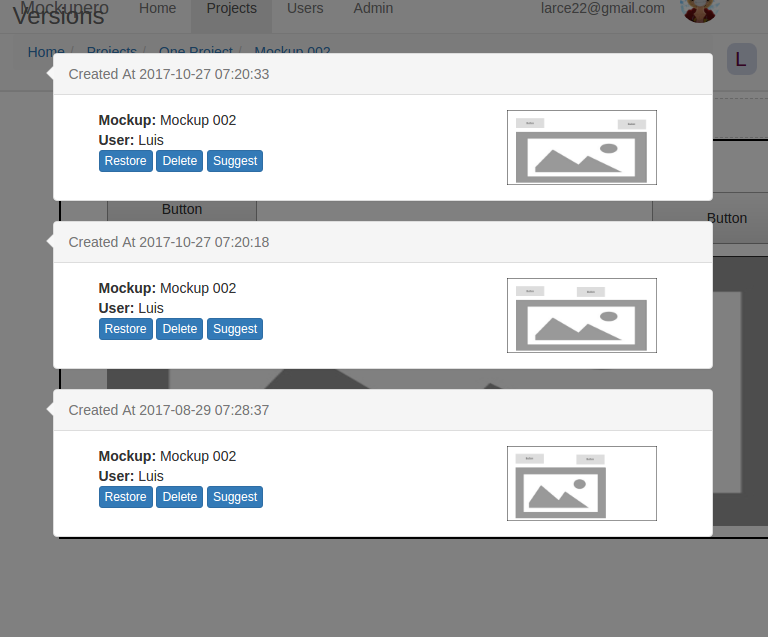 Mockupero
Versions
Home Projects Users Admin larce22@gmail.com
Home / Projects / One Project / Mockup 002
L
Created At 2017-10-27 07:20:33
Mockup: Mockup 002
User: Luis
Restore Delete Suggest
Button Button
Created At 2017-10-27 07:20:18
Mockup: Mockup 002
User: Luis
Restore Delete Suggest
Created At 2017-08-29 07:28:37
Mockup: Mockup 002
User: Luis
Restore Delete Suggest